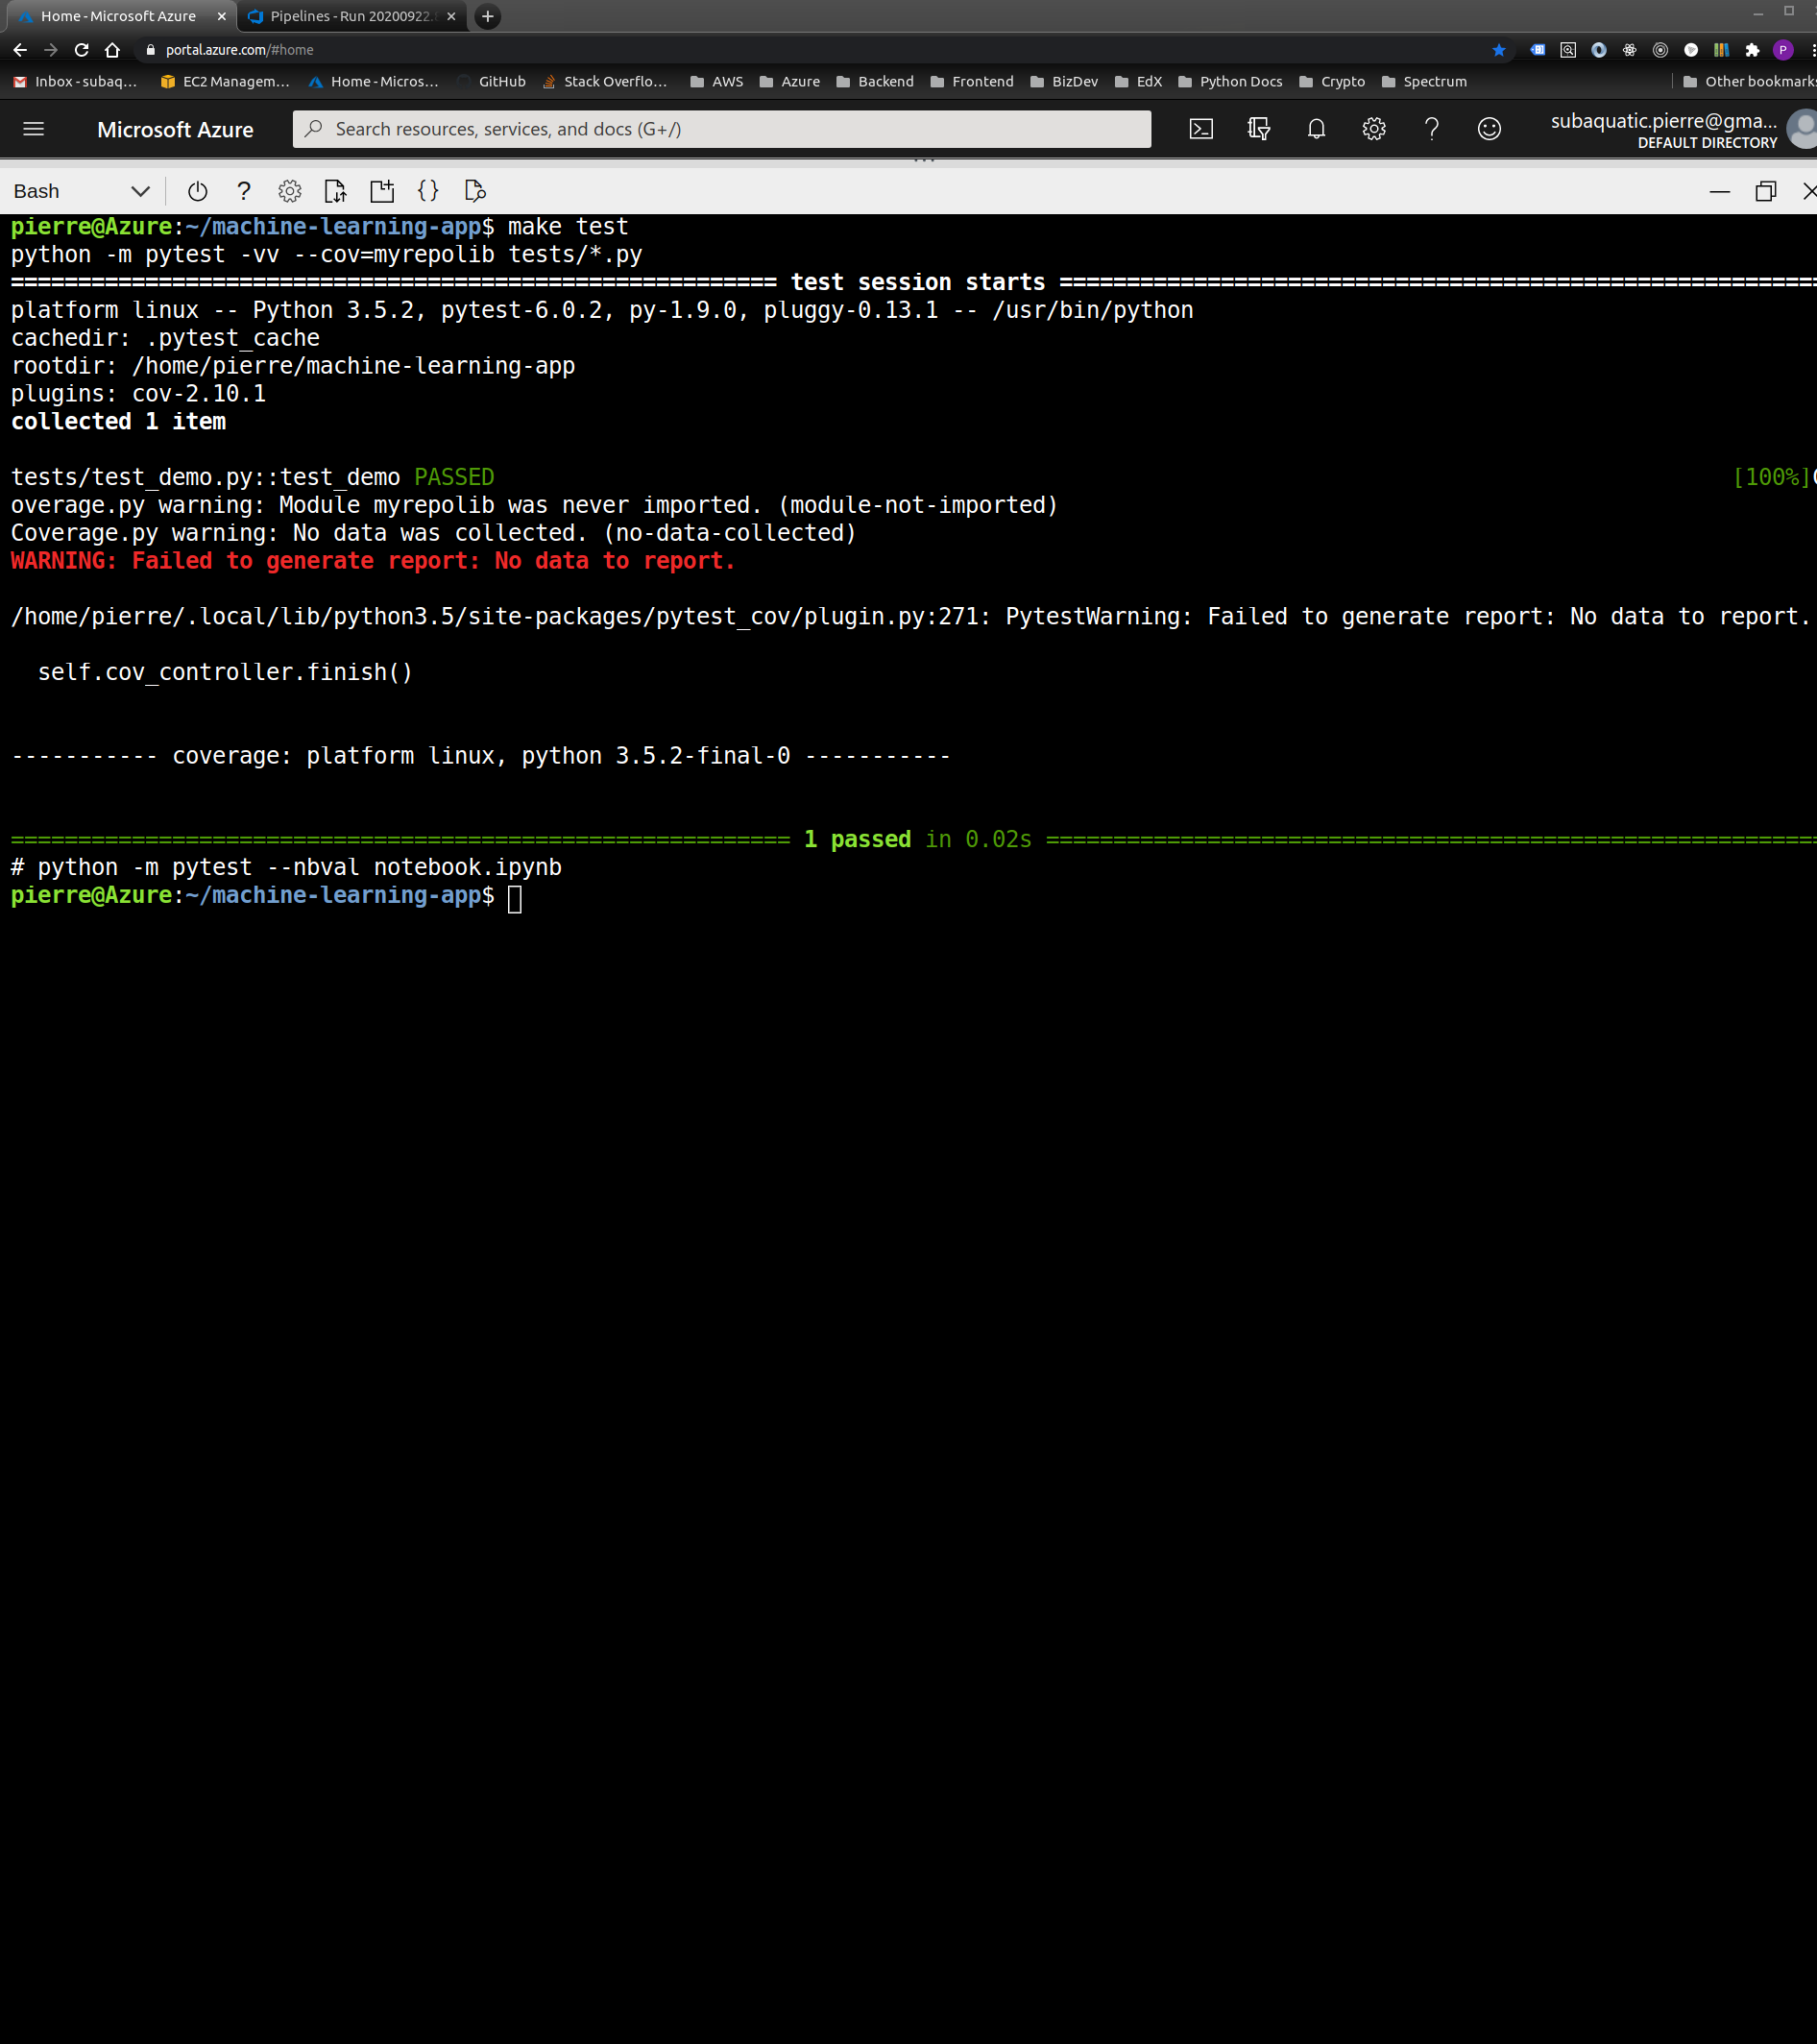 Home - Microsoft Azure
Pipelines - Run 20200922.
portal.azure.com/#home
P
Inbox - subaq...
EC2 Managem...
Home - Micros...
GitHub
Stack Overflo...
AWS
Azure
Backend
Frontend
BizDev
EdX
Python Docs
Crypto
Spectrum
Other bookmarks
Microsoft Azure
Search resources, services, and docs (G+/)
subaquatic.pierre@gma...
DEFAULT DIRECTORY
Bash
pierre@Azure:~/machine-learning-app$ make test
python -m pytest -vv --cov=myrepolib tests/*.py
========================================================= test session starts =========================================================
platform linux -- Python 3.5.2, pytest-6.0.2, py-1.9.0, pluggy-0.13.1 -- /usr/bin/python
cachedir: .pytest_cache
rootdir: /home/pierre/machine-learning-app
plugins: cov-2.10.1
collected 1 item
tests/test_demo.py::test_demo PASSED [100%]C
overage.py warning: Module myrepolib was never imported. (module-not-imported)
Coverage.py warning: No data was collected. (no-data-collected)
WARNING: Failed to generate report: No data to report.
/home/pierre/.local/lib/python3.5/site-packages/pytest_cov/plugin.py:271: PytestWarning: Failed to generate report: No data to report.
self.cov_controller.finish()
----------- coverage: platform linux, python 3.5.2-final-0 -----------
========================================================== 1 passed in 0.02s ==========================================================
# python -m pytest --nbval notebook.ipynb
pierre@Azure:~/machine-learning-app$